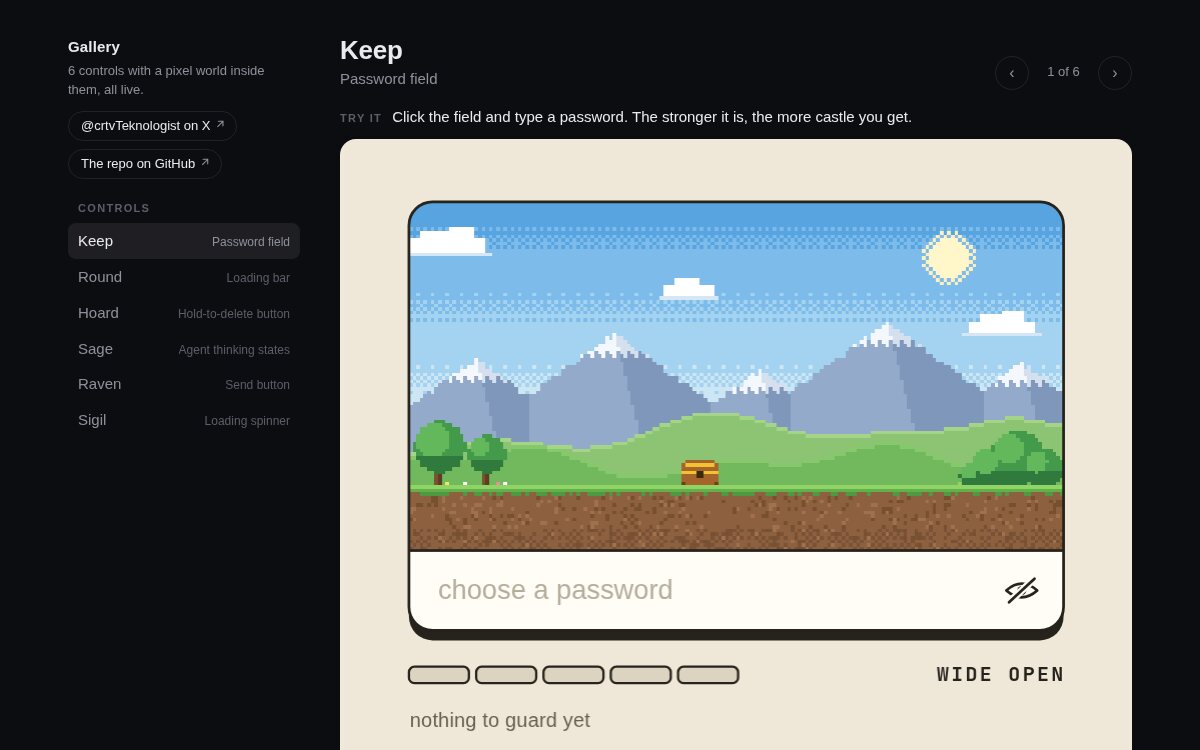 Gallery
6 controls with a pixel world inside
them, all live.
@crtvTeknologist on X ↗
The repo on GitHub ↗
CONTROLS
Keep Password field
Round Loading bar
Hoard Hold-to-delete button
Sage Agent thinking states
Raven Send button
Sigil Loading spinner
Keep
Password field
‹ 1 of 6 ›
TRY IT Click the field and type a password. The stronger it is, the more castle you get.
choose a password
WIDE OPEN
nothing to guard yet